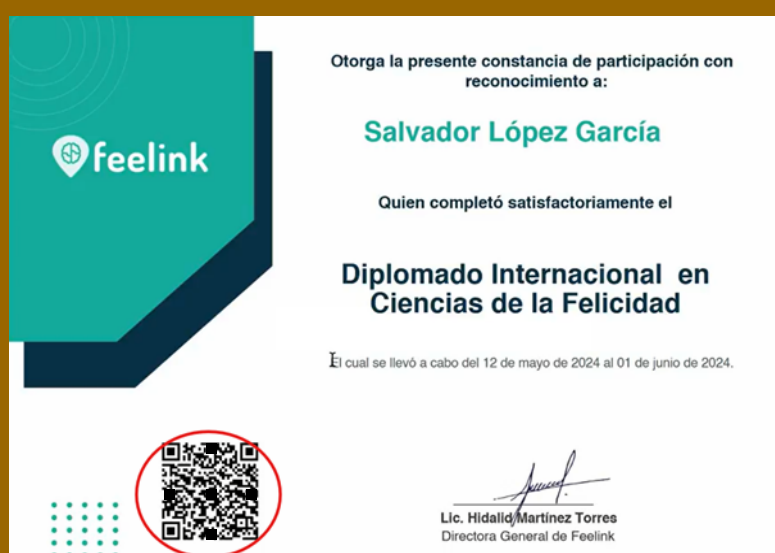 feelink
Otorga la presente constancia de participación con
reconocimiento a:
Salvador López García
Quien completó satisfactoriamente el
Diplomado Internacional en
Ciencias de la Felicidad
El cual se llevó a cabo del 12 de mayo de 2024 al 01 de junio de 2024.
Lic. Hidalid Martínez Torres
Directora General de Feelink